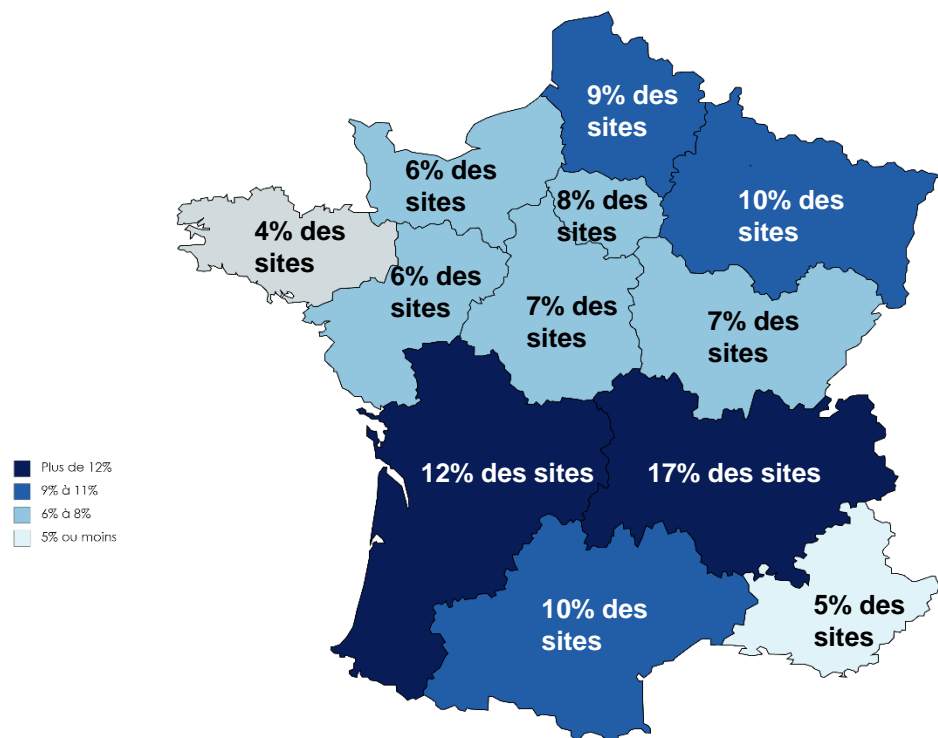 9% des
sites
6% des
sites
8% des
sites
10% des
sites
4% des
sites
6% des
sites
7% des
sites
7% des
sites
12% des sites
17% des sites
10% des
sites
5% des
sites
Plus de 12%
9% à 11%
6% à 8%
5% ou moins